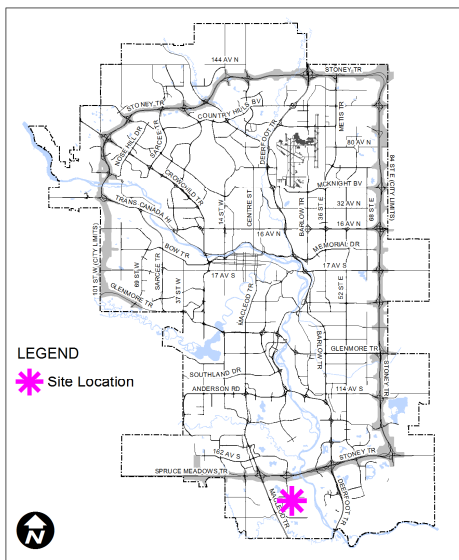 144 AV N
STONEY TR
STONEY TR
COUNTRY HILLS BV
NOSE HILL DR
SARCEE TR
DEERFOOT TR
METIS TR
80 AV N
84 ST E (CITY LIMITS)
CROWCHILD TR
MCKNIGHT BV
TRANS CANADA HI
14 ST W
CENTRE ST
BARLOW TR
36 ST E
32 AV N
16 AV N
16 AV N
68 ST E
MEMORIAL DR
BOW TR
17 AV S
17 AV S
101 ST W (CITY LIMITS)
69 ST W
SARCEE TR
37 ST W
GLENMORE TR
MACLEOD TR
52 ST E
BARLOW TR
GLENMORE TR
LEGEND
Site Location
SOUTHLAND DR
ANDERSON RD
114 AV S
STONEY TR
162 AV S
STONEY TR
SPRUCE MEADOWS TR
MACLEOD TR
DEERFOOT TR
N